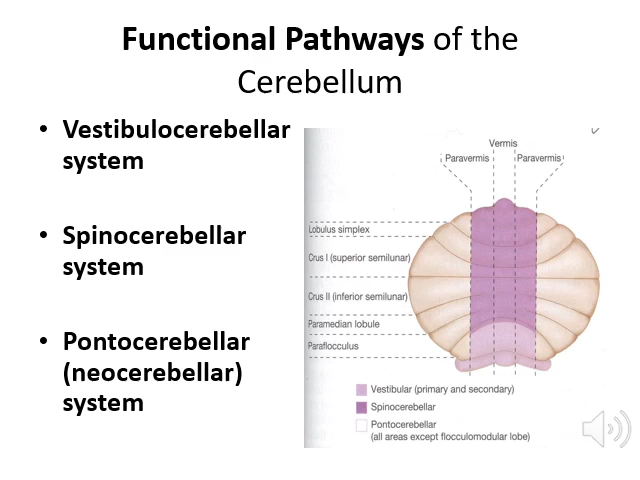 Functional Pathways of the
Cerebellum
• Vestibulocerebellar
system
• Spinocerebellar
system
• Pontocerebellar
(neocerebellar)
system
Vermis
Paravermis
Paravermis
Lobulus simplex
Crus I (superior semilunar)
Crus II (inferior semilunar)
Paramedian lobule
Paraflocculus
Vestibular (primary and secondary)
Spinocerebellar
Pontocerebellar
(all areas except flocculomodular lobe)